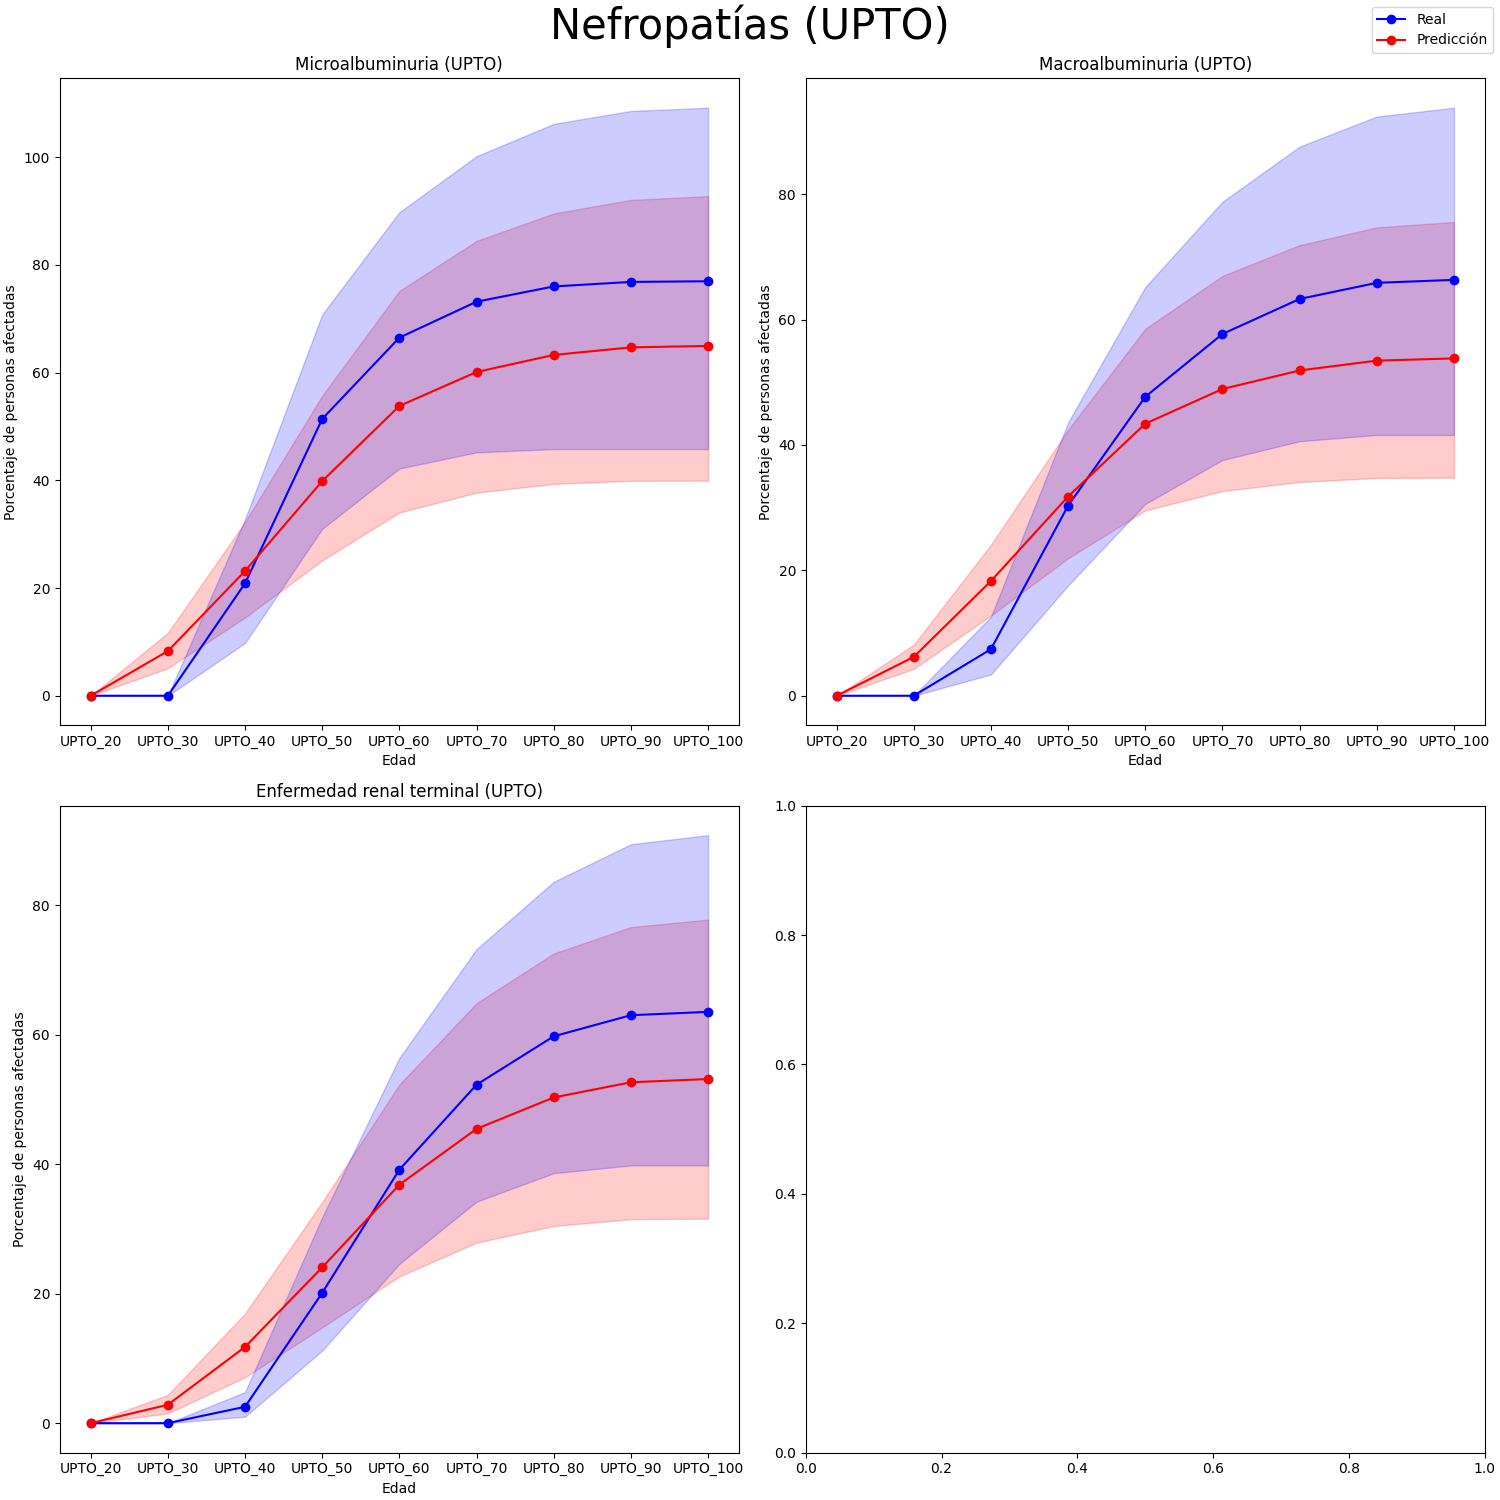 Nefropatías (UPTO)
Real
Predicción
Microalbuminuria (UPTO)
Porcentaje de personas afectadas
100
80
60
40
20
0
UPTO_20 UPTO_30 UPTO_40 UPTO_50 UPTO_60 UPTO_70 UPTO_80 UPTO_90 UPTO_100
Edad
Macroalbuminuria (UPTO)
Porcentaje de personas afectadas
80
60
40
20
0
UPTO_20 UPTO_30 UPTO_40 UPTO_50 UPTO_60 UPTO_70 UPTO_80 UPTO_90 UPTO_100
Edad
Enfermedad renal terminal (UPTO)
Porcentaje de personas afectadas
80
60
40
20
0
UPTO_20 UPTO_30 UPTO_40 UPTO_50 UPTO_60 UPTO_70 UPTO_80 UPTO_90 UPTO_100
Edad
1.0
0.8
0.6
0.4
0.2
0.0
0.0 0.2 0.4 0.6 0.8 1.0